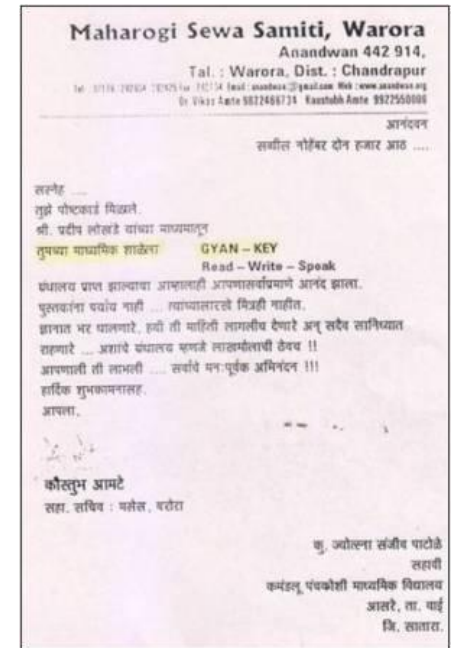 Maharogi Sewa Samiti, Warora
Anandwan 442 914,
Tal. : Warora, Dist. : Chandrapur
Dr. Vikas Amte 9822466734 Kaustubh Amte 9922550006
आनंदवन
सव्वीस नोव्हेंबर दोन हजार आठ ....
सस्नेह ....
तुझे पोष्टकार्ड मिळाले.
श्री. प्रदीप लोखंडे यांच्या माध्यमातून
तुमच्या माध्यमिक शाळेला GYAN – KEY
Read – Write – Speak
ग्रंथालय प्राप्त झाल्याचा आम्हालाही आपणासर्वांप्रमाणे आनंद झाला.
पुस्तकांना पर्याय नाही .... त्यांच्यासारखे मित्रही नाहीत.
ज्ञानात भर घालणारे, हवी ती माहिती लागलीच देणारे अन् सदैव सानिध्यात
राहणारे .... अशांचे ग्रंथालय म्हणजे लाखमोलाची ठेवच !!
आपणाली ती लाभली .... सर्वांचे मनःपूर्वक अभिनंदन !!!
हार्दिक शुभकामनासह.
आपला,
कौस्तुभ आमटे
सहा. सचिव : मसेस, वरोरा
कु. ज्योत्स्ना संजीव पाटोळे
सहावी
कमंडलू पंचक्रोशी माध्यमिक विद्यालय
आसरे, ता. वाई
जि. सातारा.